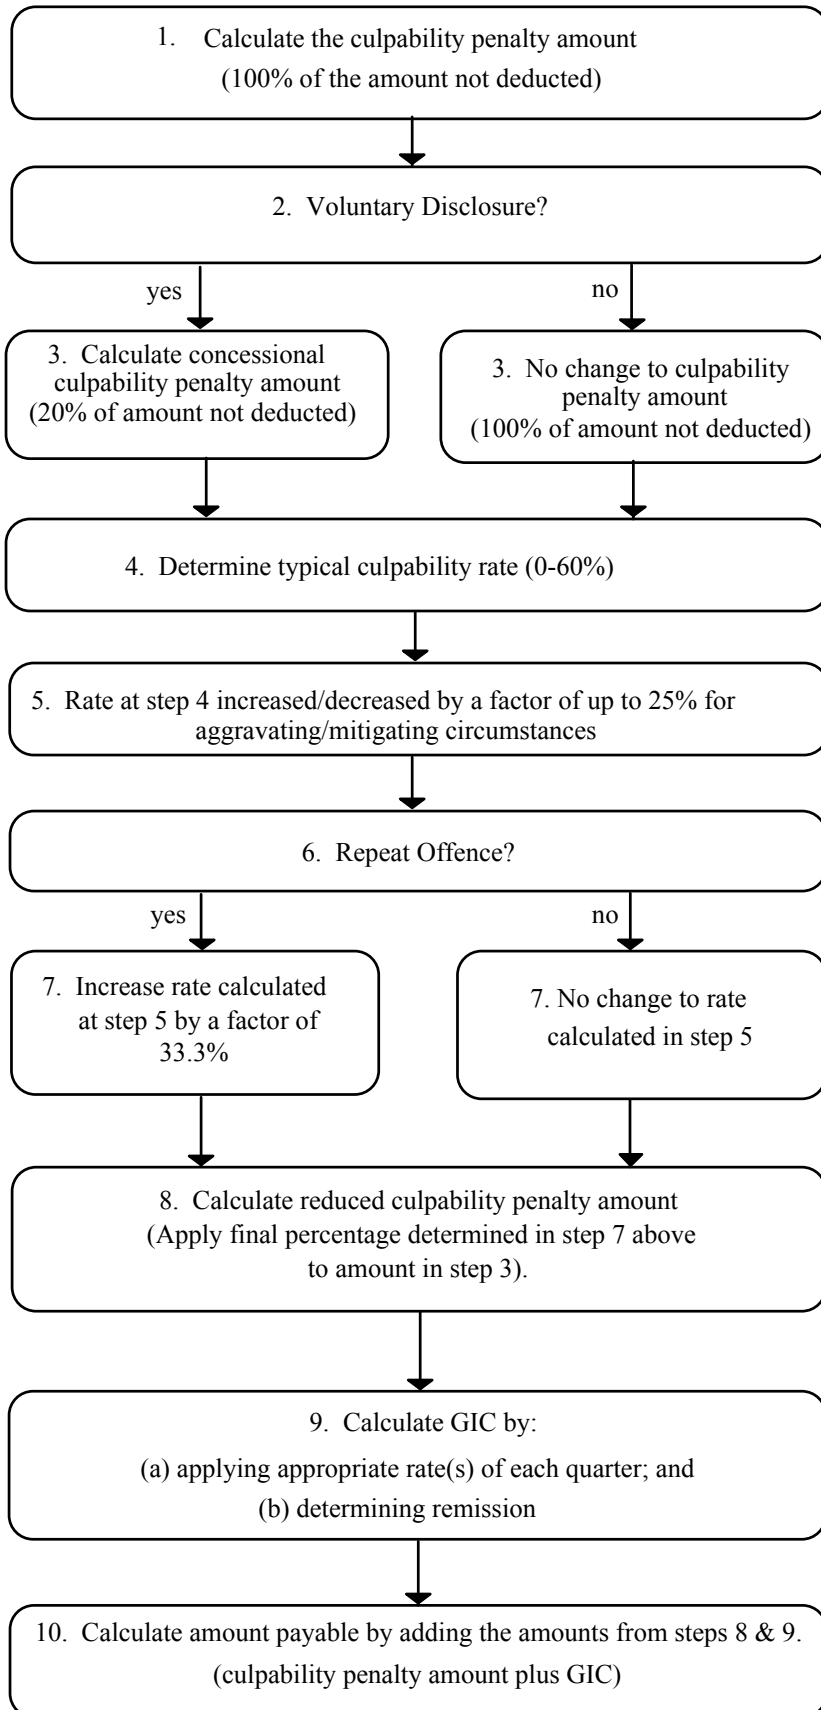 1. Calculate the culpability penalty amount
(100% of the amount not deducted)
2. Voluntary Disclosure?
yes
no
3. Calculate concessional
culpability penalty amount
(20% of amount not deducted)
3. No change to culpability
penalty amount
(100% of amount not deducted)
4. Determine typical culpability rate (0-60%)
5. Rate at step 4 increased/decreased by a factor of up to 25% for
aggravating/mitigating circumstances
6. Repeat Offence?
yes
no
7. Increase rate calculated
at step 5 by a factor of
33.3%
7. No change to rate
calculated in step 5
8. Calculate reduced culpability penalty amount
(Apply final percentage determined in step 7 above
to amount in step 3).
9. Calculate GIC by:
(a) applying appropriate rate(s) of each quarter; and
(b) determining remission
10. Calculate amount payable by adding the amounts from steps 8 & 9.
(culpability penalty amount plus GIC)